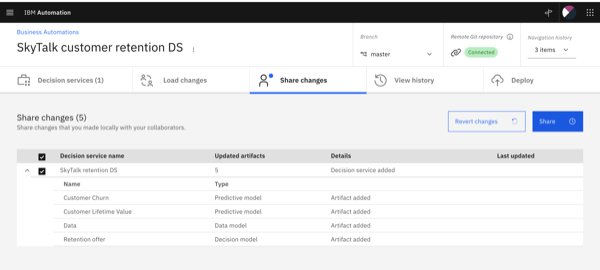 IBM Automation
Business Automations
SkyTalk customer retention DS
Branch
master
Remote Git repository
Connected
Navigation history
3 items
Decision services (1)
Load changes
Share changes
View history
Deploy
Share changes (5)
Share changes that you made locally with your collaborators.
Revert changes
Share
Decision service name Updated artifacts Details Last updated
SkyTalk retention DS 5 Decision service added
Name Type
Customer Churn Predictive model Artifact added
Customer Lifetime Value Predictive model Artifact added
Data Data model Artifact added
Retention offer Decision model Artifact added